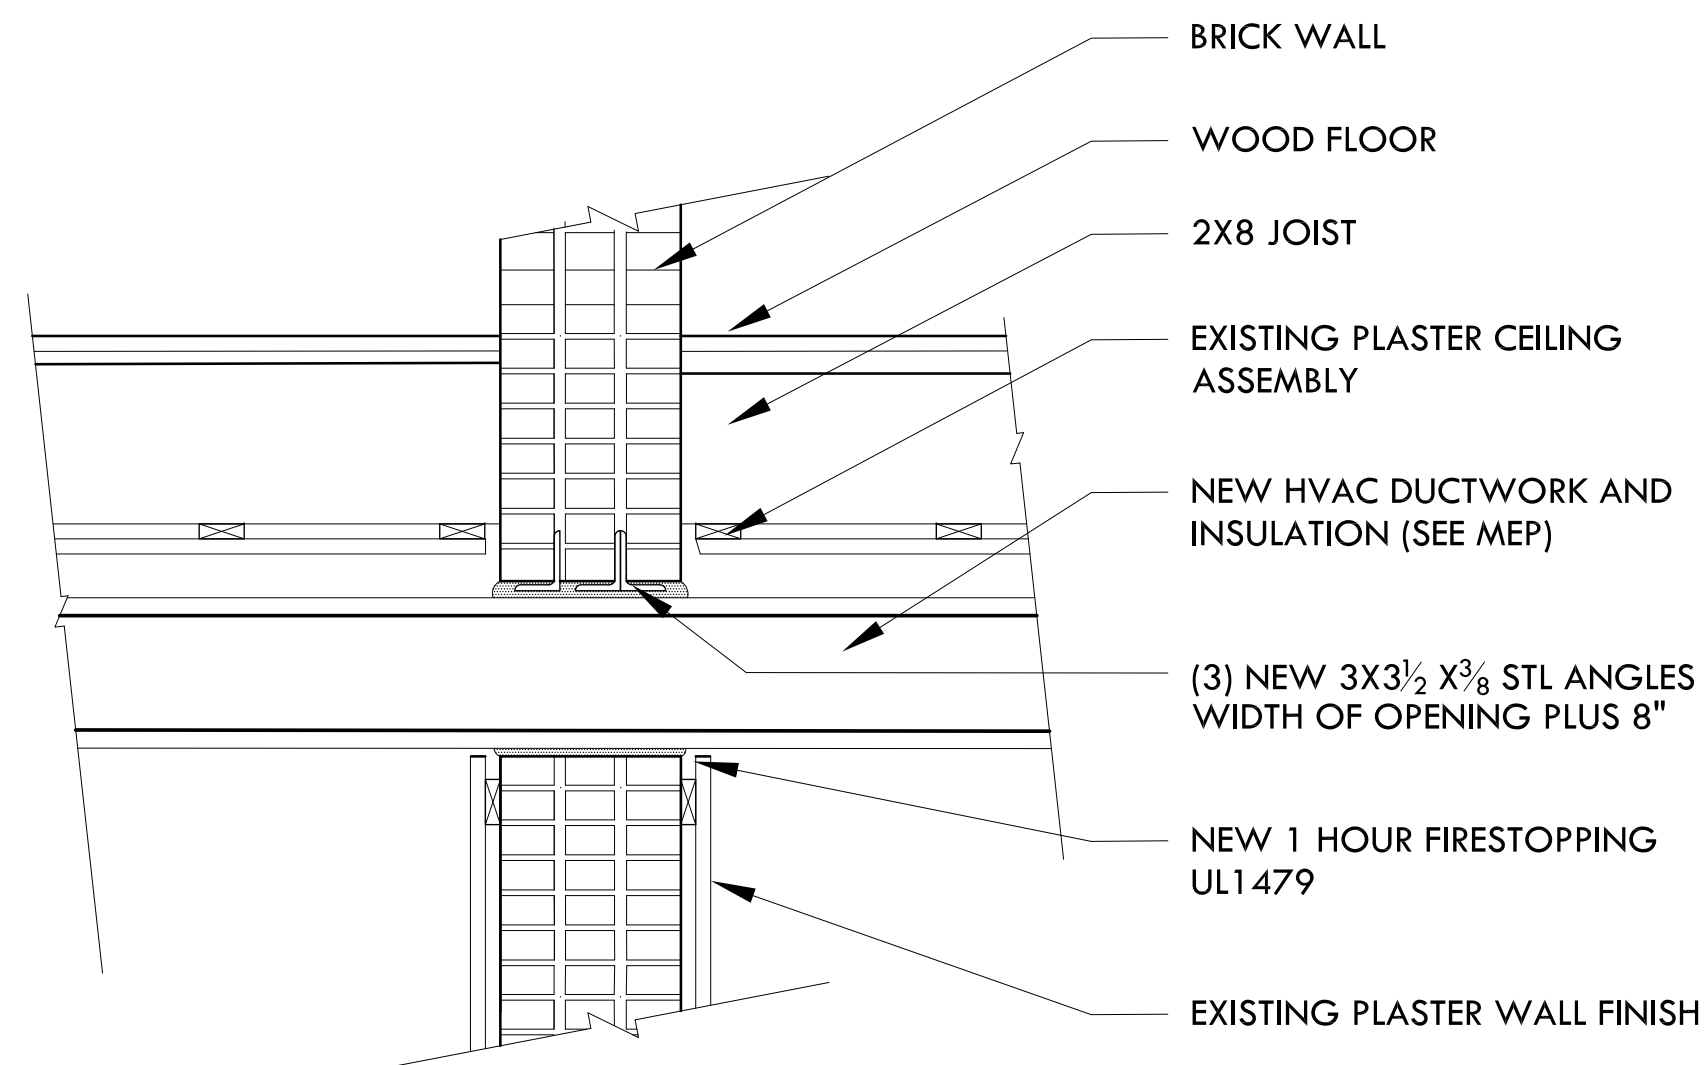 BRICK WALL
WOOD FLOOR
2X8 JOIST
EXISTING PLASTER CEILING
ASSEMBLY
NEW HVAC DUCTWORK AND
INSULATION (SEE MEP)
(3) NEW 3X3½ X⅜ STL ANGLES
WIDTH OF OPENING PLUS 8"
NEW 1 HOUR FIRESTOPPING
UL1479
EXISTING PLASTER WALL FINISH